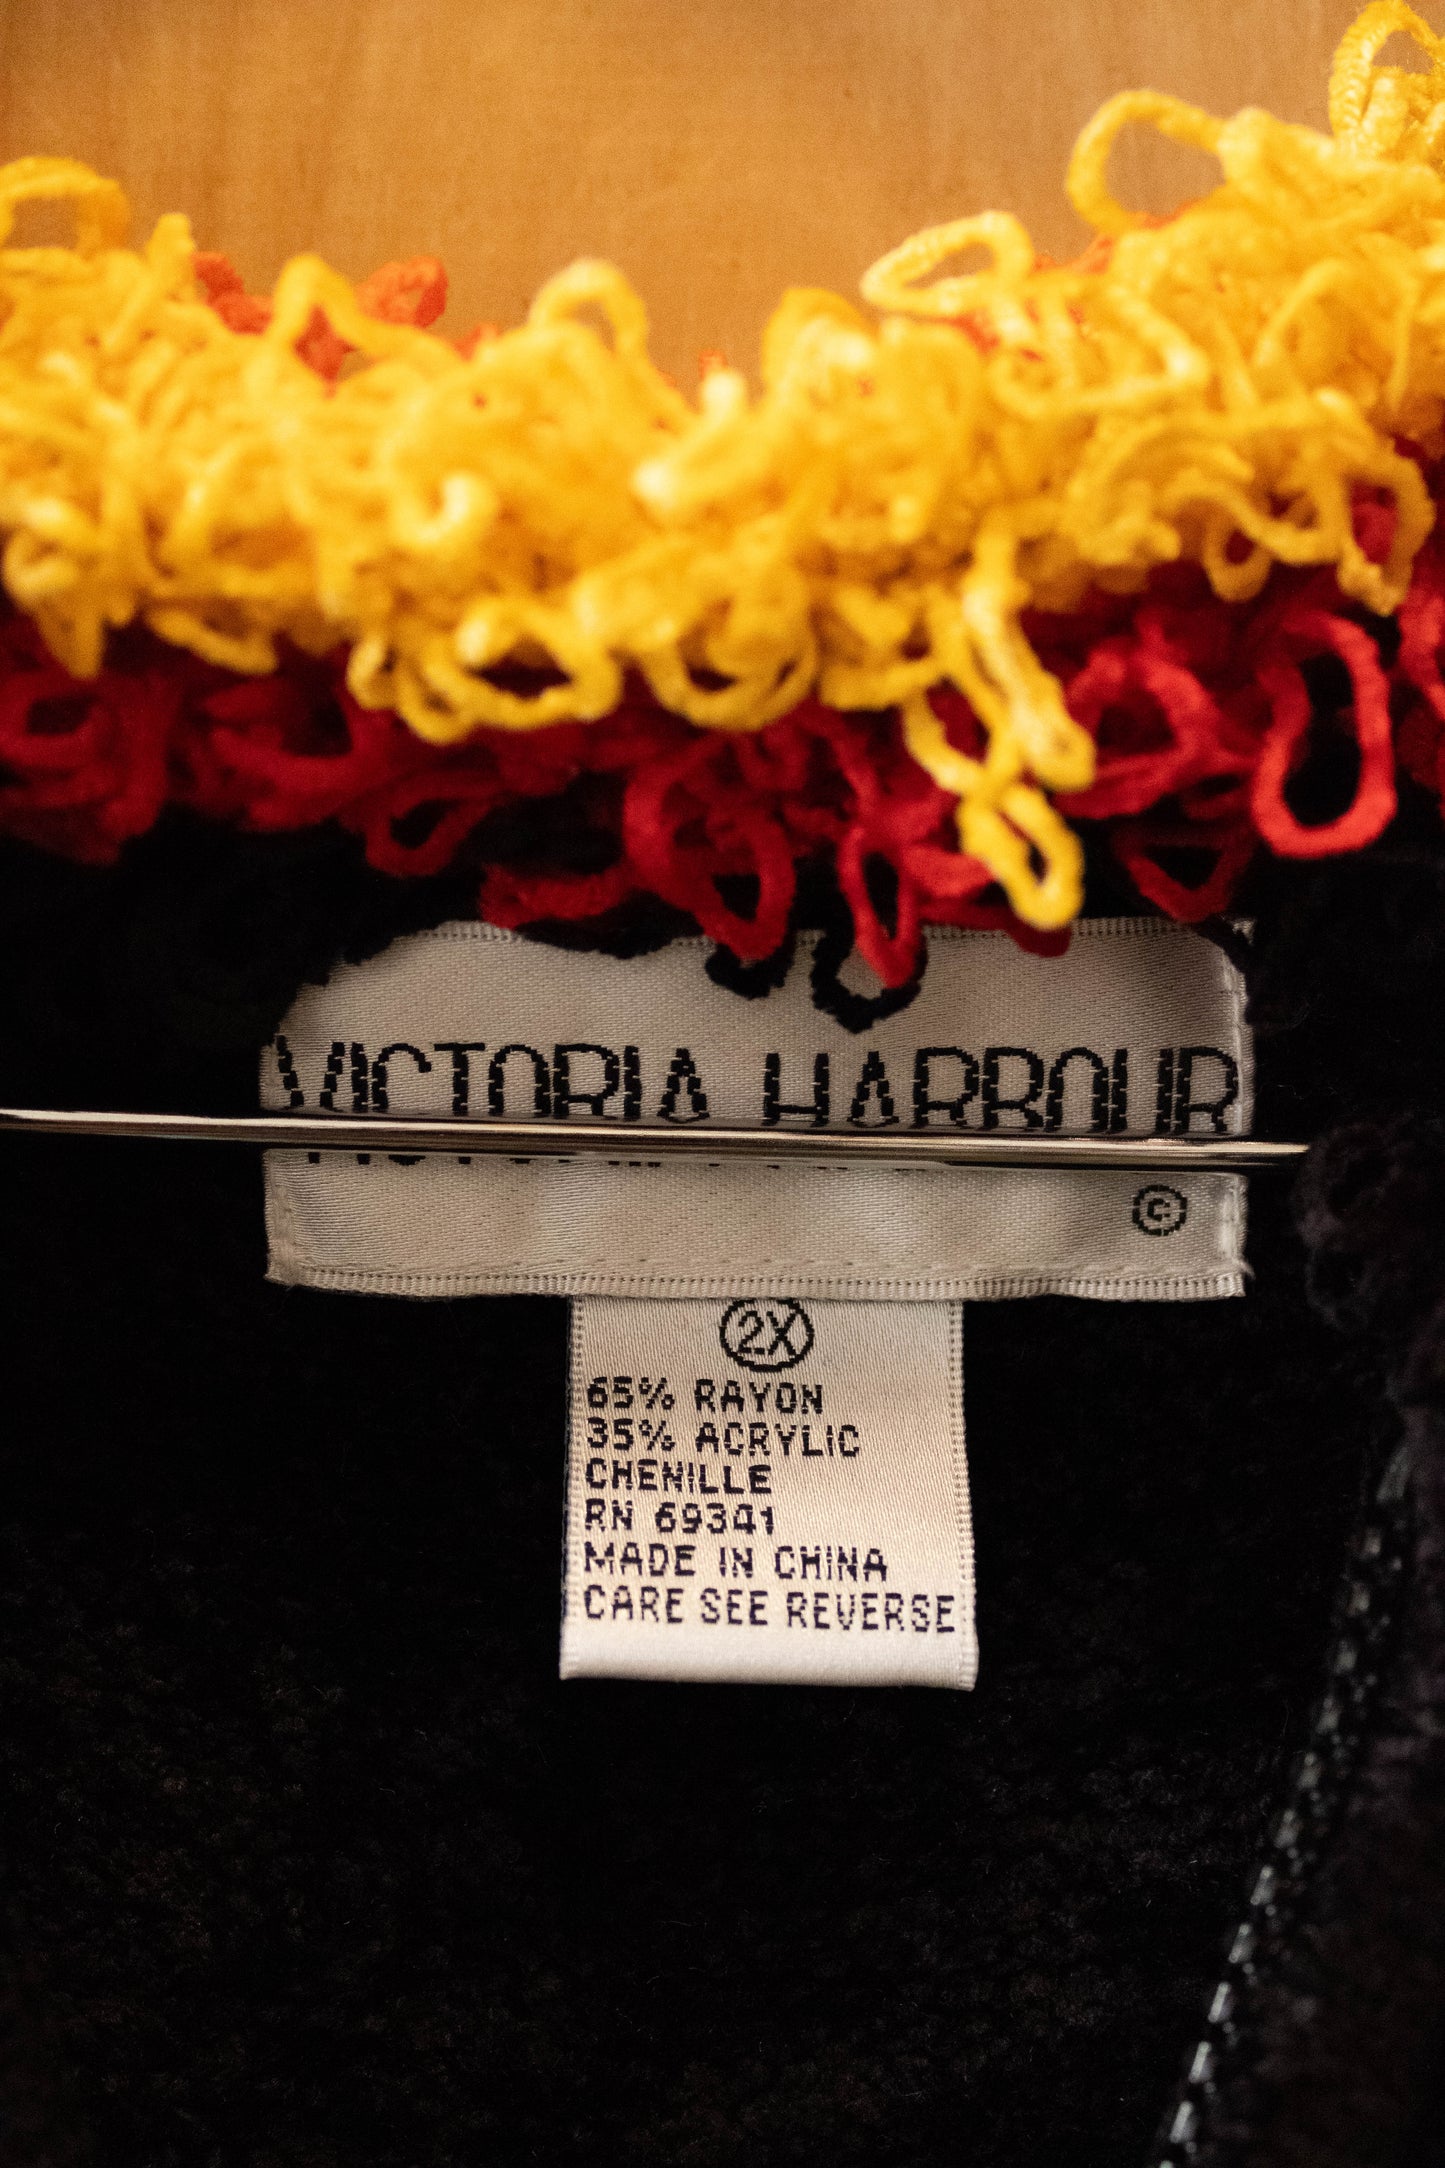 VICTORIA HARBOUR
©
2X
65% RAYON
35% ACRYLIC
CHENILLE
RN 69341
MADE IN CHINA
CARE SEE REVERSE